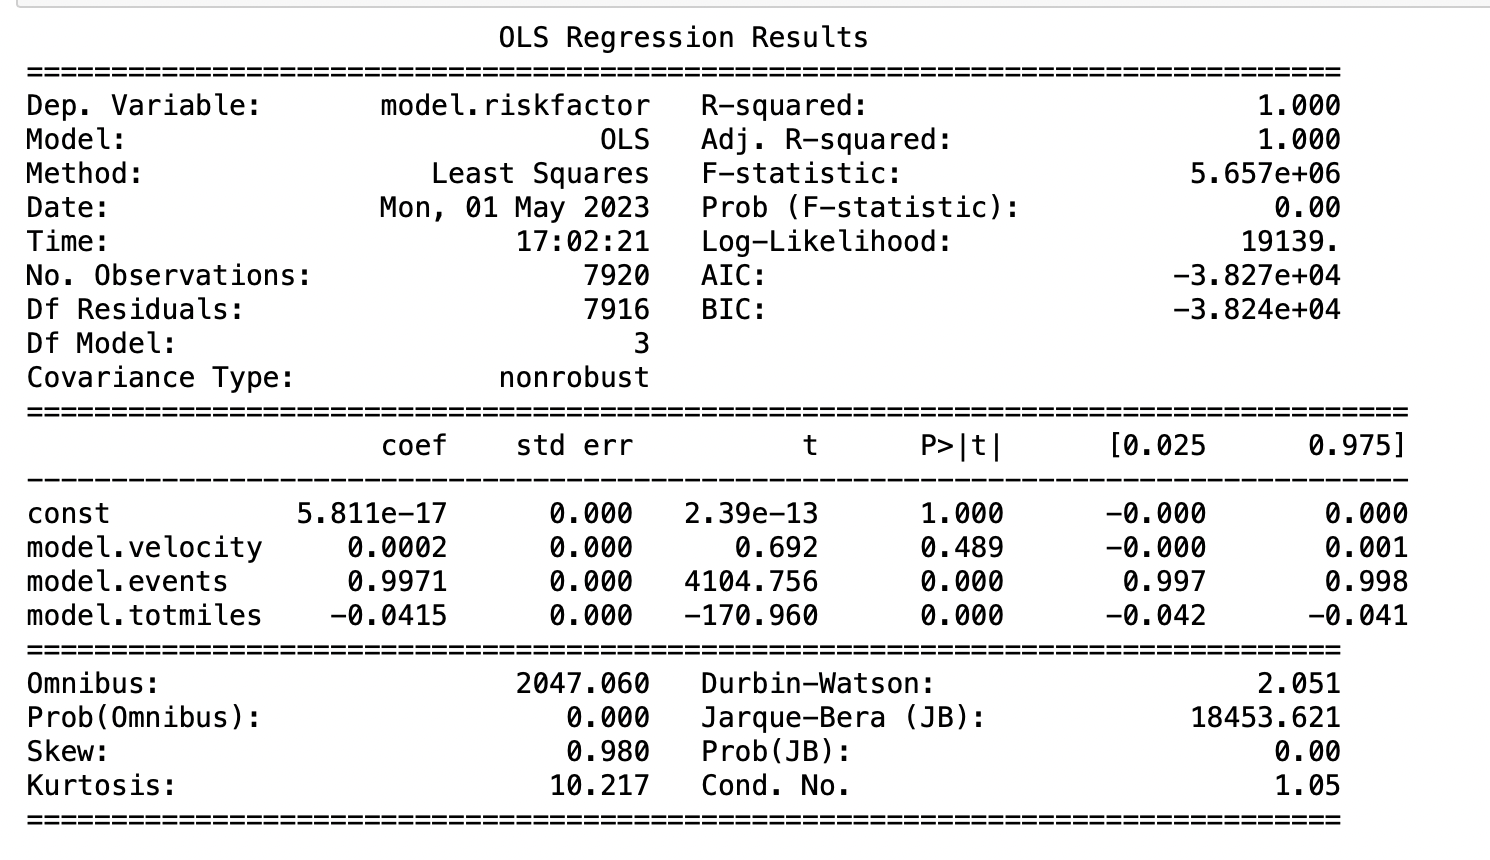 OLS Regression Results
==============================================================================
Dep. Variable:       model.riskfactor   R-squared:                       1.000
Model:                            OLS   Adj. R-squared:                  1.000
Method:                 Least Squares   F-statistic:                 5.657e+06
Date:                Mon, 01 May 2023   Prob (F-statistic):               0.00
Time:                        17:02:21   Log-Likelihood:                 19139.
No. Observations:                7920   AIC:                        -3.827e+04
Df Residuals:                    7916   BIC:                        -3.824e+04
Df Model:                           3
Covariance Type:            nonrobust
==================================================================================
                     coef    std err          t      P>|t|      [0.025      0.975]
----------------------------------------------------------------------------------
const           5.811e-17      0.000   2.39e-13      1.000      -0.000       0.000
model.velocity     0.0002      0.000      0.692      0.489      -0.000       0.001
model.events       0.9971      0.000   4104.756      0.000       0.997       0.998
model.totmiles    -0.0415      0.000   -170.960      0.000      -0.042      -0.041
==============================================================================
Omnibus:                     2047.060   Durbin-Watson:                   2.051
Prob(Omnibus):                  0.000   Jarque-Bera (JB):            18453.621
Skew:                           0.980   Prob(JB):                         0.00
Kurtosis:                      10.217   Cond. No.                         1.05
==============================================================================